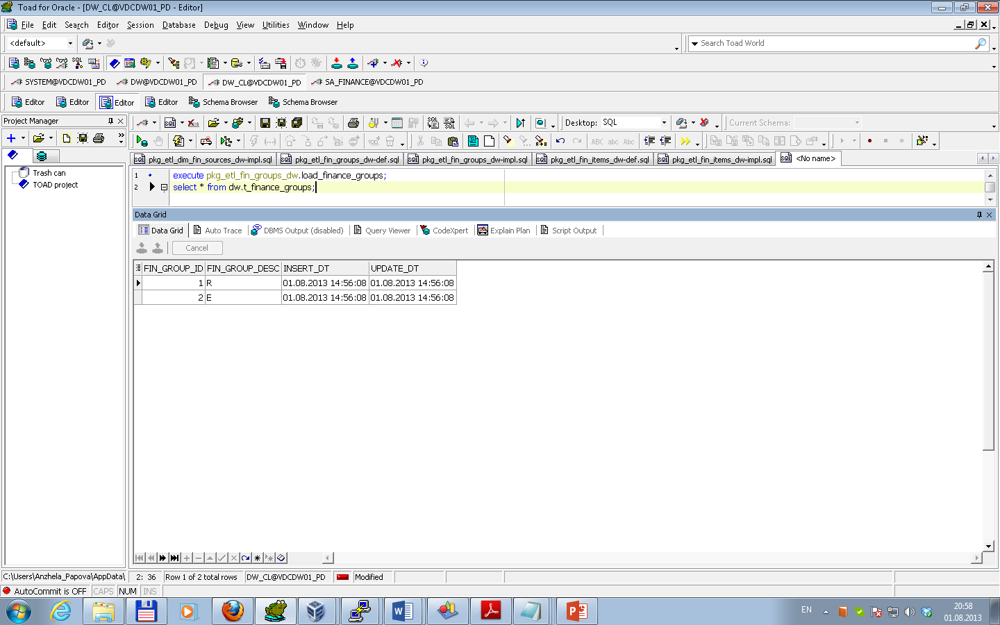 Toad for Oracle - [DW_CL@VDCDW01_PD - Editor]
File Edit Search Editor Session Database Debug View Utilities Window Help
<default> Search Toad World
SQL
SYSTEM@VDCDW01_PD DW@VDCDW01_PD DW_CL@VDCDW01_PD SA_FINANCE@VDCDW01_PD
Editor Editor Editor Editor Schema Browser Schema Browser
Project Manager Desktop: SQL Current Schema:
ABC abc Abc
pkg_etl_dim_fin_sources_dw-impl.sql pkg_etl_fin_groups_dw-def.sql pkg_etl_fin_groups_dw-impl.sql pkg_etl_fin_items_dw-def.sql pkg_etl_fin_items_dw-impl.sql <No name>
Trash can
TOAD project
1 execute pkg_etl_fin_groups_dw.load_finance_groups;
2 select * from dw.t_finance_groups;
Data Grid
Data Grid Auto Trace DBMS Output (disabled) Query Viewer CodeXpert Explain Plan Script Output
Cancel
FIN_GROUP_ID FIN_GROUP_DESC INSERT_DT UPDATE_DT
1 R 01.08.2013 14:56:08 01.08.2013 14:56:08
2 E 01.08.2013 14:56:08 01.08.2013 14:56:08
C:\Users\Anzhela_Papova\AppData\ 2: 36 Row 1 of 2 total rows DW_CL@VDCDW01_PD Modified
AutoCommit is OFF CAPS NUM INS
EN 20:58
01.08.2013